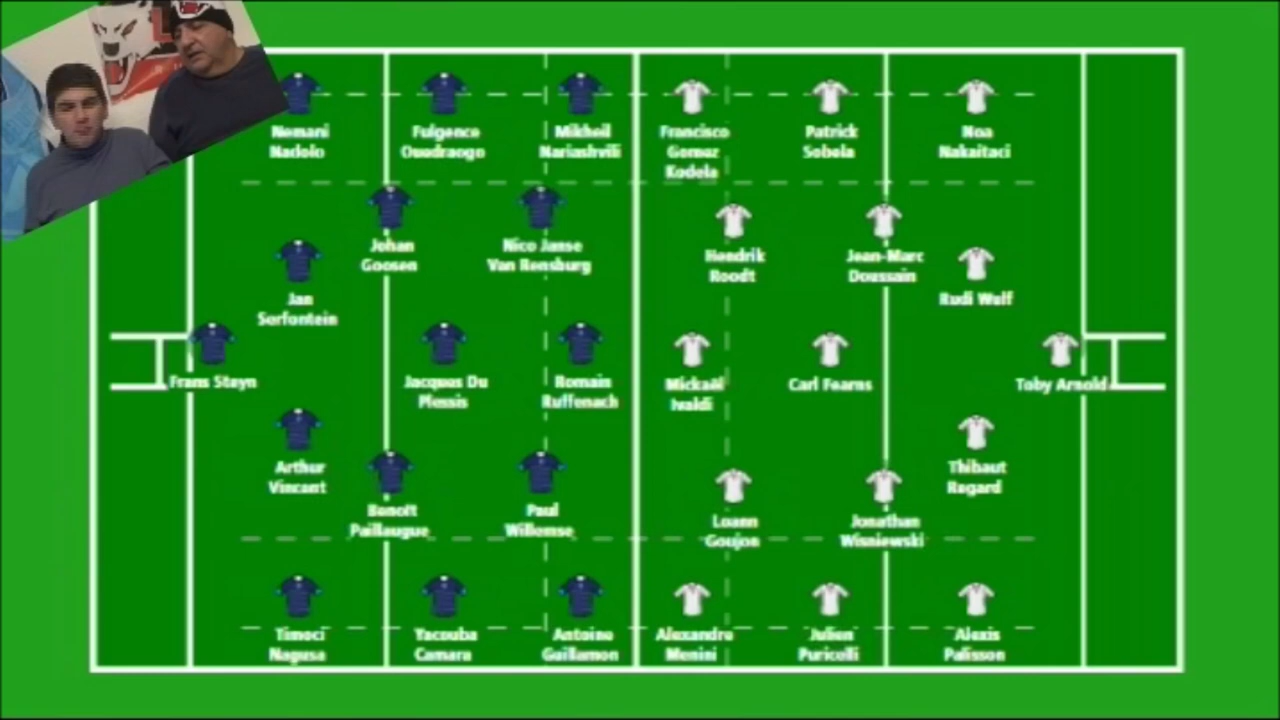 Nemani
Nadolo
Fulgence
Ouedraogo
Mikheil
Nariashvili
Francisco
Gomez
Kodela
Patrick
Sobela
Noa
Nakaitaci
Johan
Goosen
Nico Janse
Van Rensburg
Hendrik
Roodt
Jean-Marc
Doussain
Jan
Serfontein
Rudi Wulf
Frans Steyn
Jacques Du
Plessis
Romain
Ruffenach
Mickaël
Ivaldi
Carl Fearns
Toby Arnold
Arthur
Vincent
Thibaut
Regard
Benoît
Paillaugue
Paul
Willemse
Loann
Goujon
Jonathan
Wisniewski
Timoci
Nagusa
Yacouba
Camara
Antoine
Guillamon
Alexandre
Menini
Julien
Puricelli
Alexis
Palisson